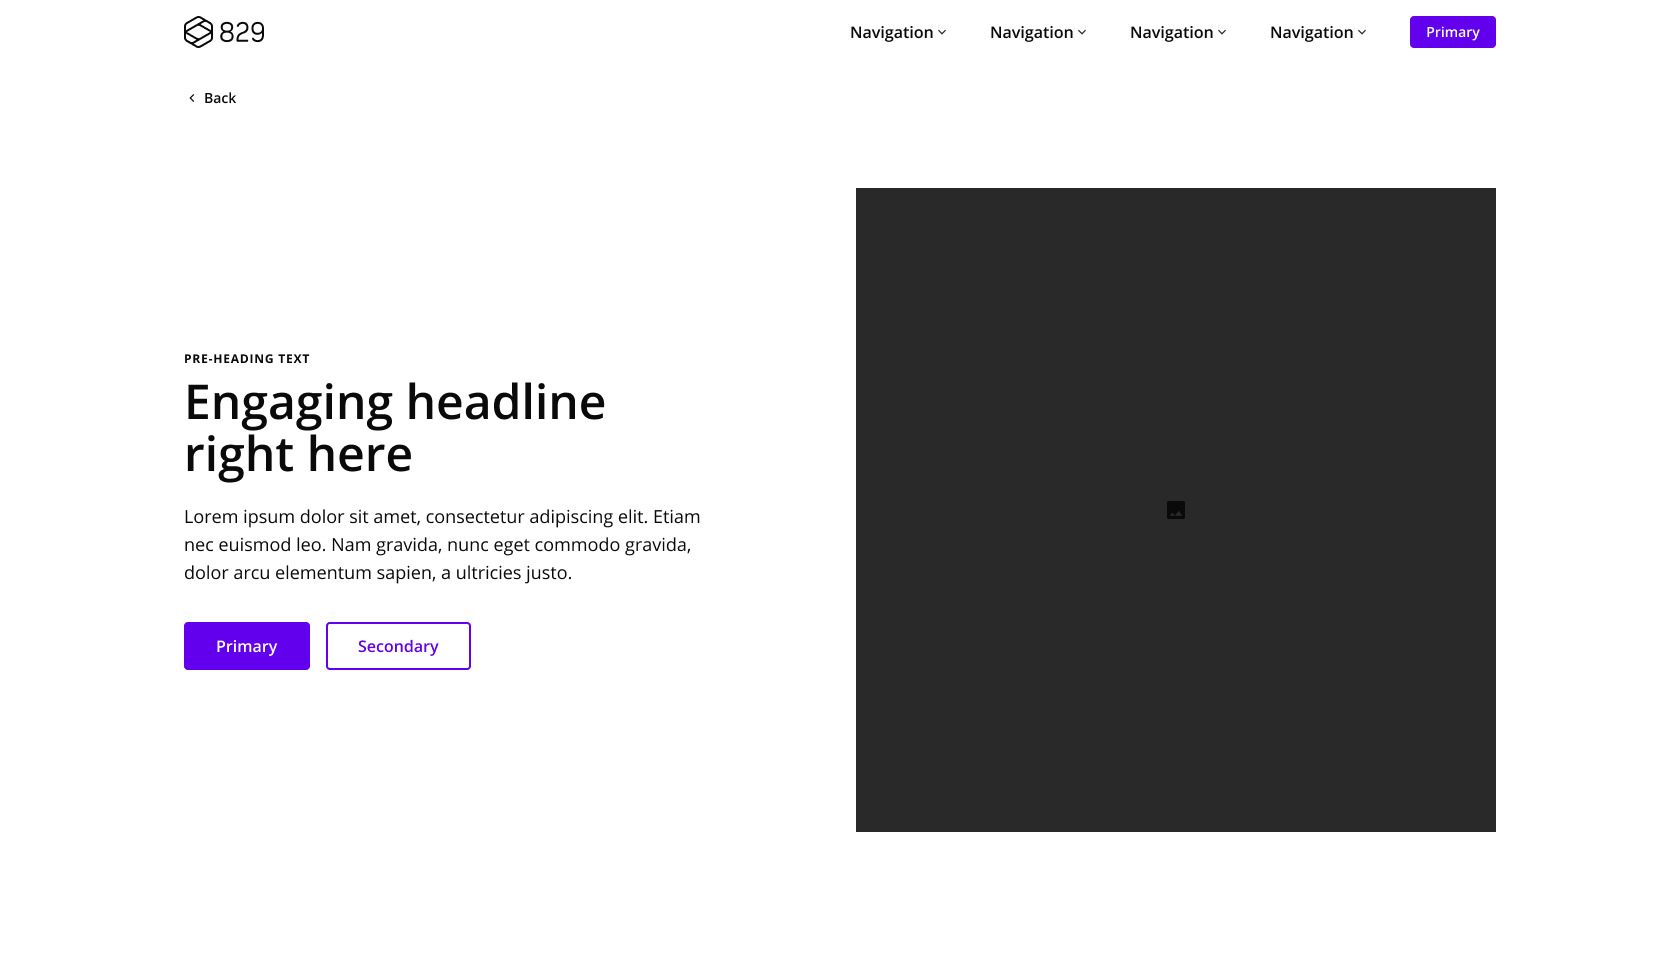 829
Navigation Navigation Navigation Navigation Primary
Back
PRE-HEADING TEXT
Engaging headline
right here
Lorem ipsum dolor sit amet, consectetur adipiscing elit. Etiam
nec euismod leo. Nam gravida, nunc eget commodo gravida,
dolor arcu elementum sapien, a ultricies justo.
Primary Secondary